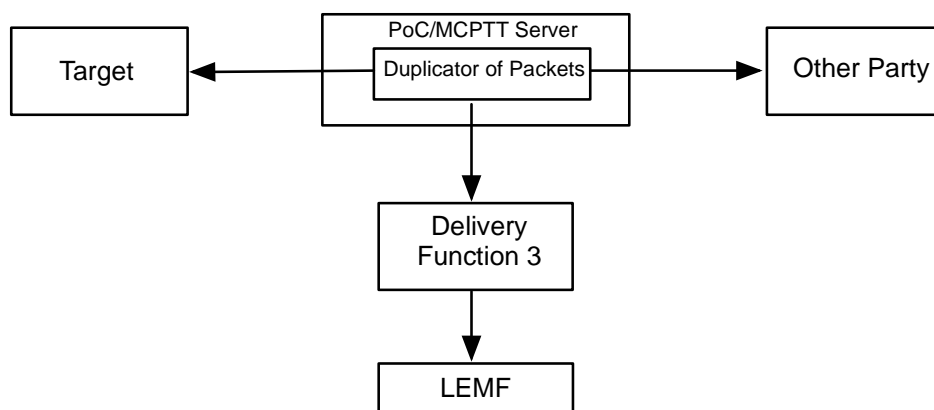 PoC/MCPTT Server
Target
Duplicator of Packets
Other Party
Delivery
Function 3
LEMF